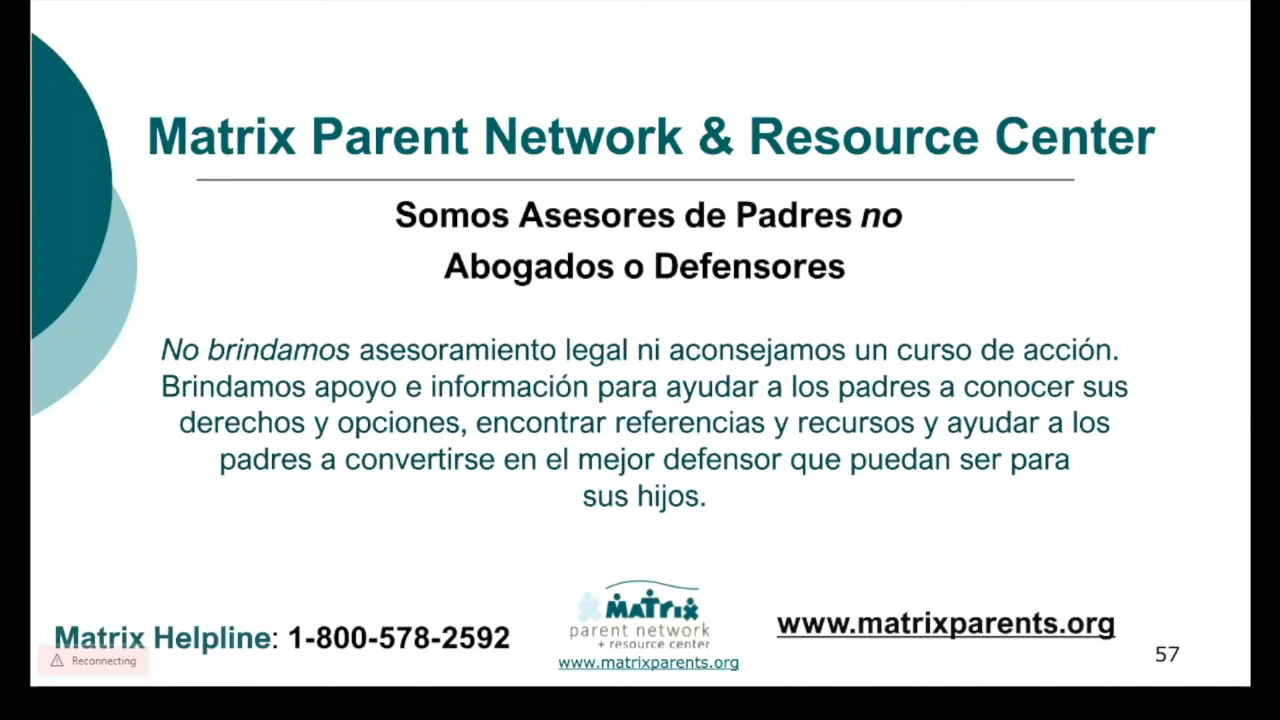 Matrix Parent Network & Resource Center
Somos Asesores de Padres no
Abogados o Defensores
No brindamos asesoramiento legal ni aconsejamos un curso de acción.
Brindamos apoyo e información para ayudar a los padres a conocer sus
derechos y opciones, encontrar referencias y recursos y ayudar a los
padres a convertirse en el mejor defensor que puedan ser para
sus hijos.
Matrix Helpline: 1-800-578-2592
Reconnecting
MATRIX
parent network
+ resource center
www.matrixparents.org
www.matrixparents.org
57